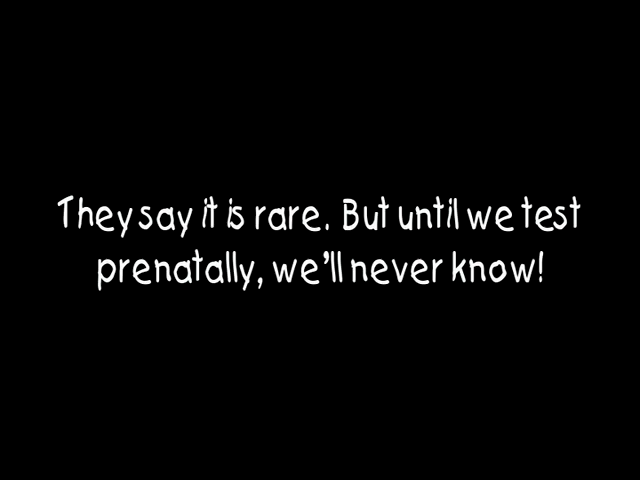 They say it is rare. But until we test
prenatally, we'll never know!